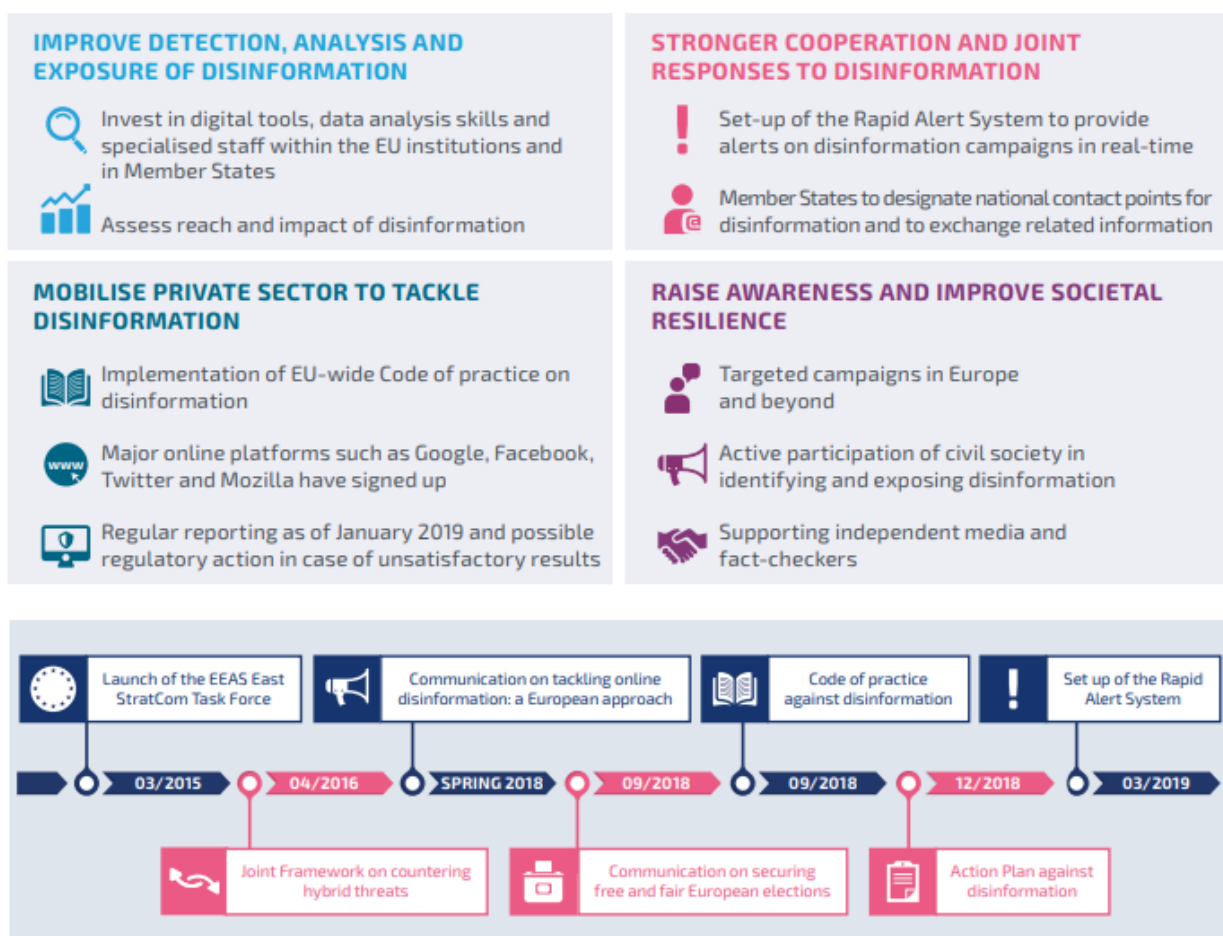 IMPROVE DETECTION, ANALYSIS AND
EXPOSURE OF DISINFORMATION
Invest in digital tools, data analysis skills and
specialised staff within the EU institutions and
in Member States
Assess reach and impact of disinformation
STRONGER COOPERATION AND JOINT
RESPONSES TO DISINFORMATION
Set-up of the Rapid Alert System to provide
alerts on disinformation campaigns in real-time
Member States to designate national contact points for
disinformation and to exchange related information
MOBILISE PRIVATE SECTOR TO TACKLE
DISINFORMATION
Implementation of EU-wide Code of practice on
disinformation
www
Major online platforms such as Google, Facebook,
Twitter and Mozilla have signed up
Regular reporting as of January 2019 and possible
regulatory action in case of unsatisfactory results
RAISE AWARENESS AND IMPROVE SOCIETAL
RESILIENCE
Targeted campaigns in Europe
and beyond
Active participation of civil society in
identifying and exposing disinformation
Supporting independent media and
fact-checkers
Launch of the EEAS East
StratCom Task Force
Communication on tackling online
disinformation: a European approach
Code of practice
against disinformation
Set up of the Rapid
Alert System
03/2015
04/2016
SPRING 2018
09/2018
09/2018
12/2018
03/2019
Joint Framework on countering
hybrid threats
Communication on securing
free and fair European elections
Action Plan against
disinformation